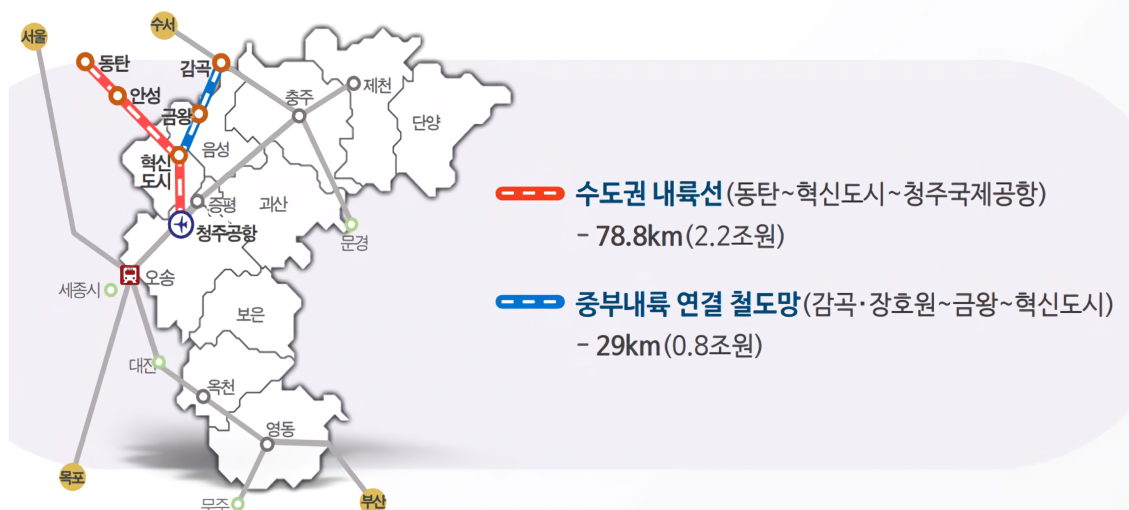 수서
서울
동탄
감곡
안성
제천
충주
금왕
단양
음성
혁신
도시
증평
괴산
청주공항
문경
오송
세종시
보은
대전
옥천
영동
목포
무주
부산
수도권 내륙선(동탄~혁신도시~청주국제공항)
- 78.8km(2.2조원)
중부내륙 연결 철도망(감곡·장호원~금왕~혁신도시)
- 29km(0.8조원)